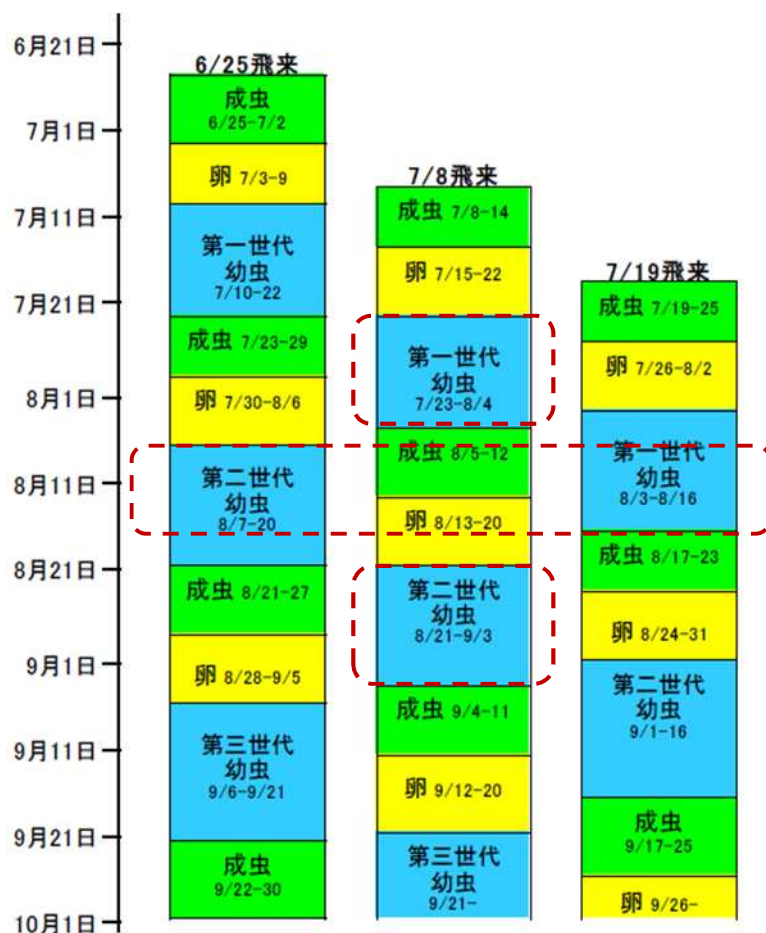 6月21日
7月1日
7月11日
7月21日
8月1日
8月11日
8月21日
9月1日
9月11日
9月21日
10月1日
6/25飛来
成虫
6/25-7/2
卵 7/3-9
第一世代
幼虫
7/10-22
成虫 7/23-29
卵 7/30-8/6
第二世代
幼虫
8/7-20
成虫 8/21-27
卵 8/28-9/5
第三世代
幼虫
9/6-9/21
成虫
9/22-30
7/8飛来
成虫 7/8-14
卵 7/15-22
第一世代
幼虫
7/23-8/4
成虫 8/5-12
卵 8/13-20
第二世代
幼虫
8/21-9/3
成虫 9/4-11
卵 9/12-20
第三世代
幼虫
9/21-
7/19飛来
成虫 7/19-25
卵 7/26-8/2
第一世代
幼虫
8/3-8/16
成虫 8/17-23
卵 8/24-31
第二世代
幼虫
9/1-16
成虫
9/17-25
卵 9/26-